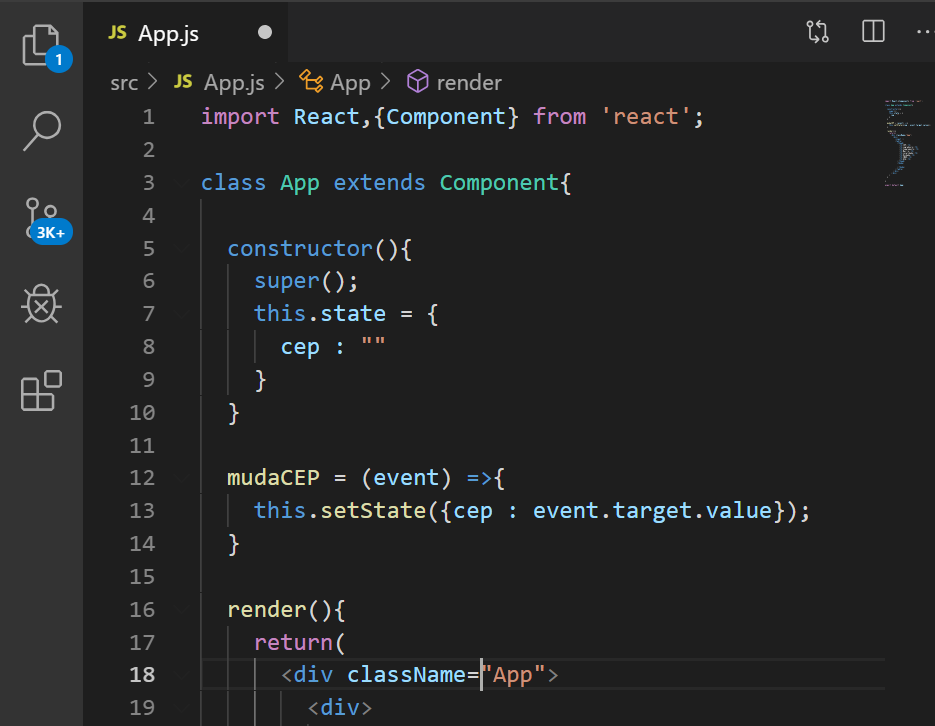 JS App.js
1
src > JS App.js > App > render
1 import React,{Component} from 'react';
2
3 class App extends Component{
4
3K+
5 constructor(){
6 super();
7 this.state = {
8 cep : ""
9 }
10 }
11
12 mudaCEP = (event) =>{
13 this.setState({cep : event.target.value});
14 }
15
16 render(){
17 return(
18 <div className="App">
19 <div>